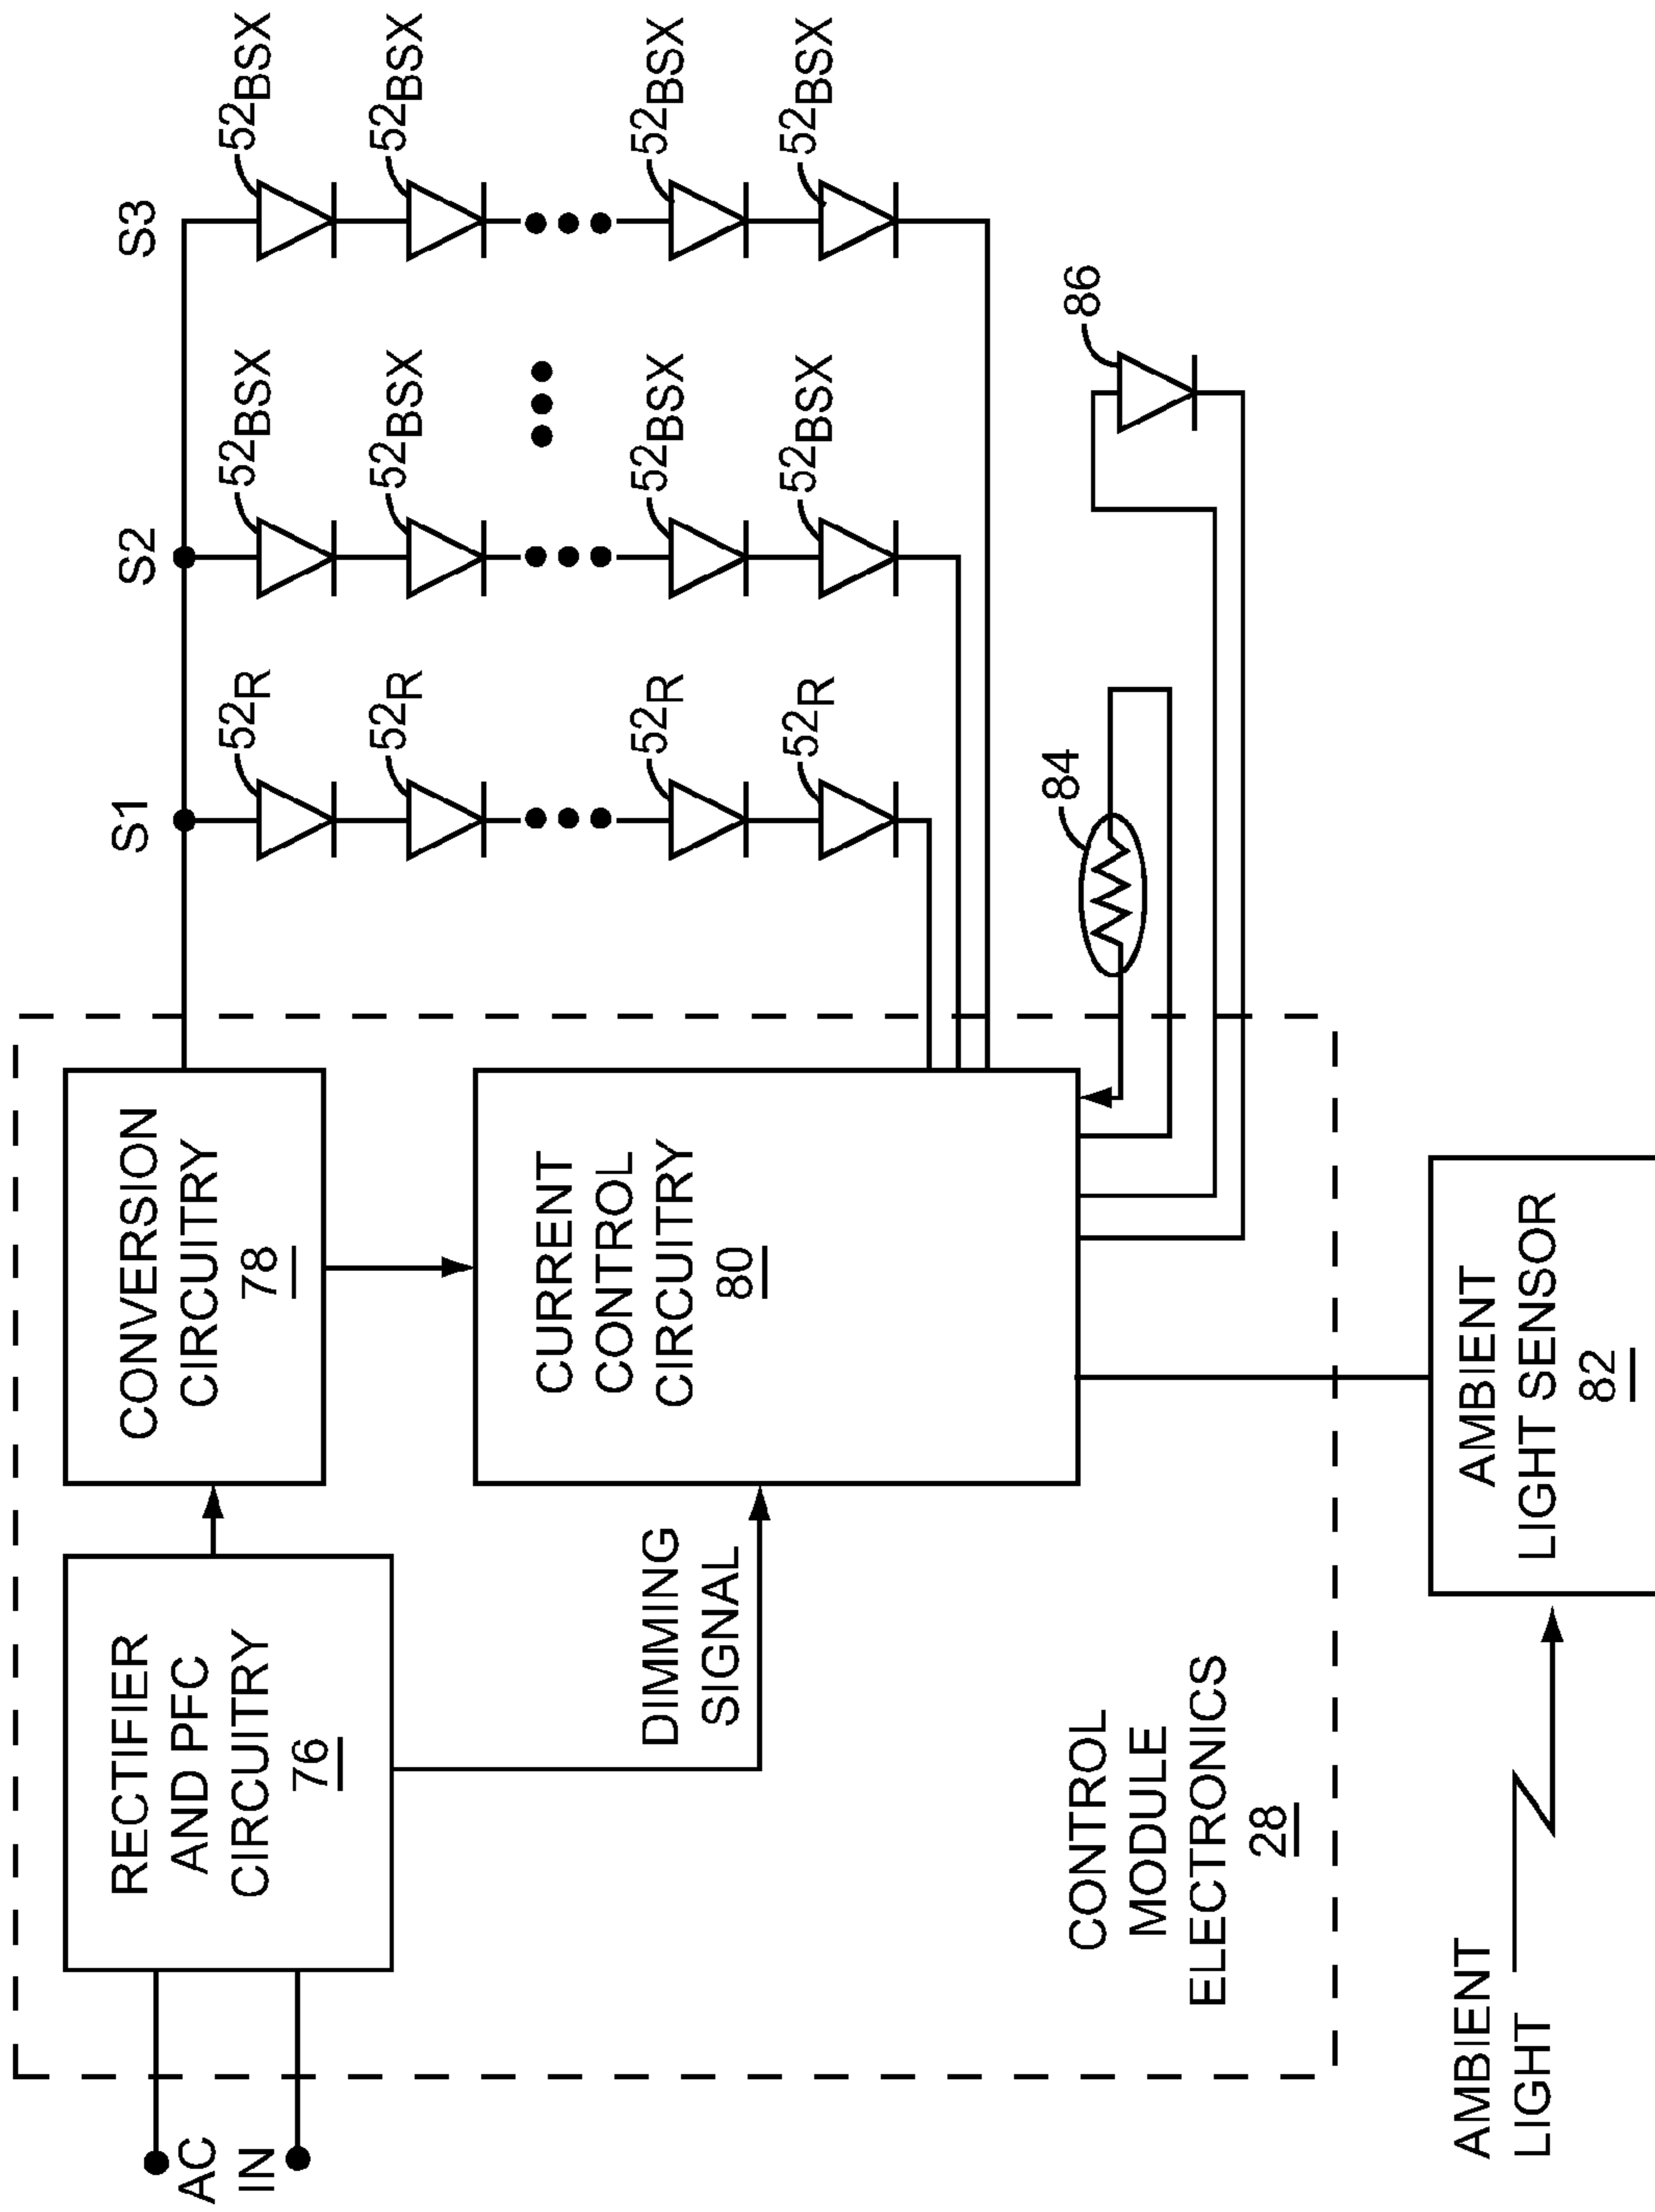 AC
IN
RECTIFIER
AND PFC
CIRCUITRY
76
CONVERSION
CIRCUITRY
78
DIMMING
SIGNAL
CURRENT
CONTROL
CIRCUITRY
80
CONTROL
MODULE
ELECTRONICS
28
AMBIENT
LIGHT
AMBIENT
LIGHT SENSOR
82
S1
52R
52R
52R
52R
S2
52BSX
52BSX
52BSX
52BSX
S3
52BSX
52BSX
52BSX
52BSX
84
86